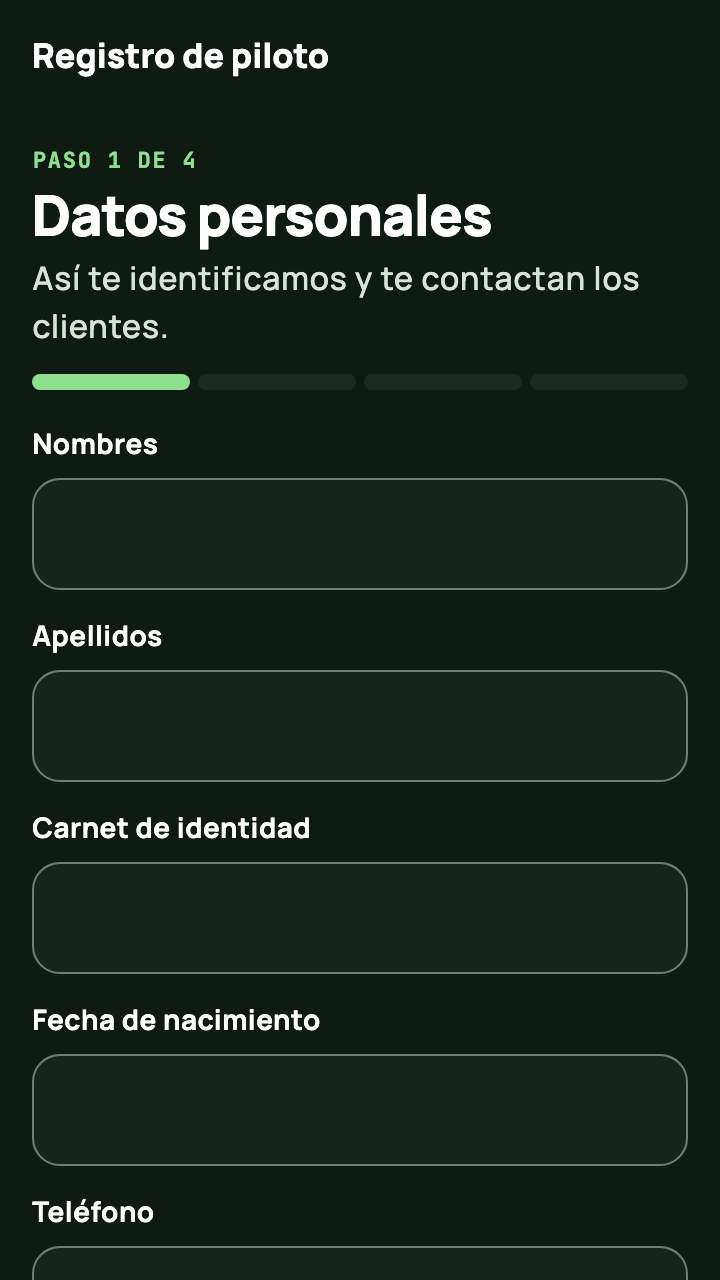 Registro de piloto
PASO 1 DE 4
Datos personales
Así te identificamos y te contactan los
clientes.
Nombres
Apellidos
Carnet de identidad
Fecha de nacimiento
Teléfono